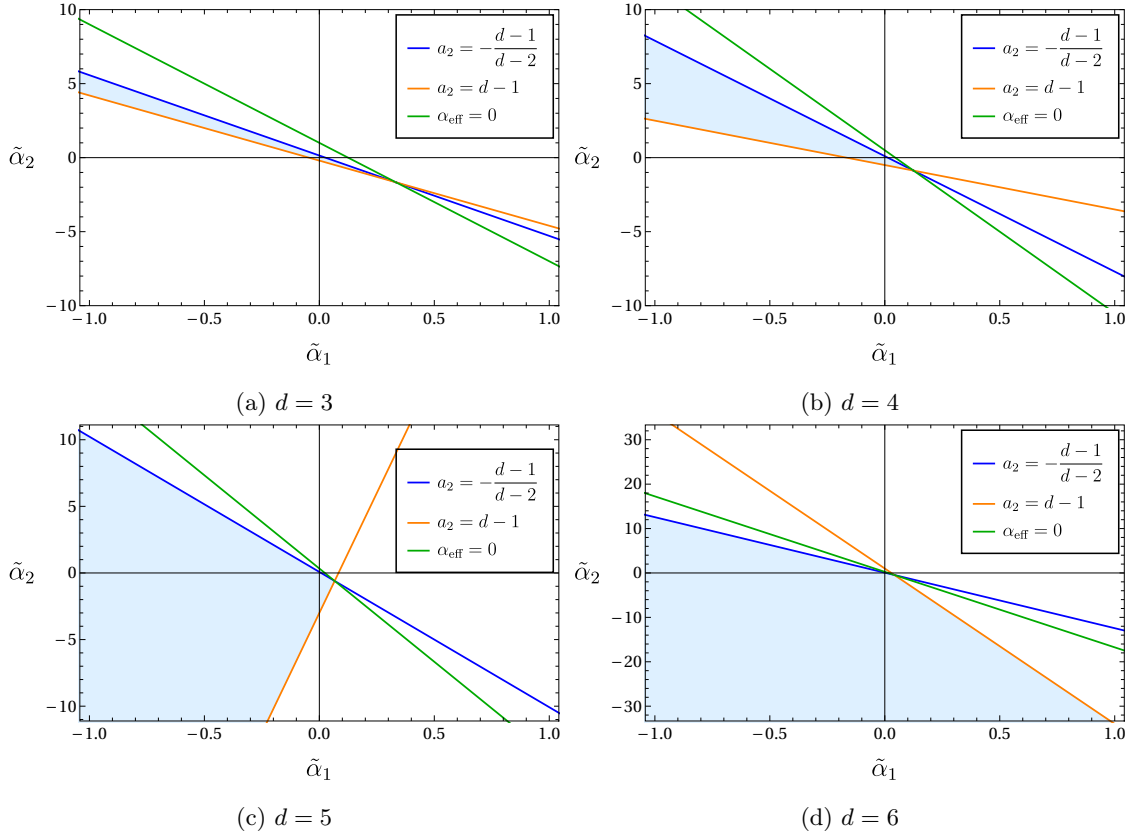 10
5
0
−5
−10
−1.0 −0.5 0.0 0.5 1.0
α̃₂
α̃₁
a₂ = −(d − 1)/(d − 2)
a₂ = d − 1
α_eff = 0
(a) d = 3
10
5
0
−5
−10
−1.0 −0.5 0.0 0.5 1.0
α̃₂
α̃₁
a₂ = −(d − 1)/(d − 2)
a₂ = d − 1
α_eff = 0
(b) d = 4
10
5
0
−5
−10
−1.0 −0.5 0.0 0.5 1.0
α̃₂
α̃₁
a₂ = −(d − 1)/(d − 2)
a₂ = d − 1
α_eff = 0
(c) d = 5
30
20
10
0
−10
−20
−30
−1.0 −0.5 0.0 0.5 1.0
α̃₂
α̃₁
a₂ = −(d − 1)/(d − 2)
a₂ = d − 1
α_eff = 0
(d) d = 6